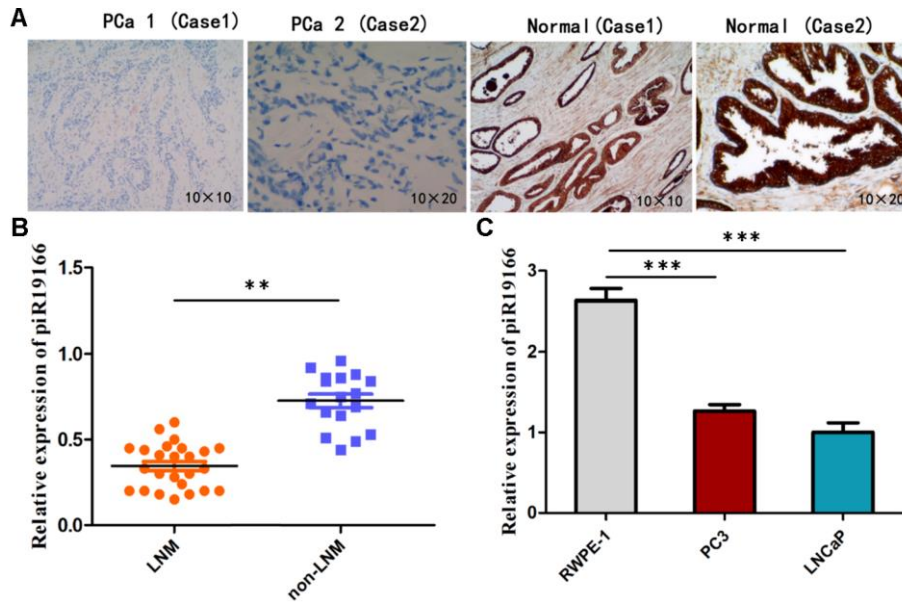 A
PCa 1 (Case1)
PCa 2 (Case2)
Normal(Case1)
Normal (Case2)
10×10
10×20
10×10
10×20
B
Relative expression of piR19166
1.5
1.0
0.5
0.0
**
LNM
non-LNM
C
Relative expression of piR19166
3
2
1
0
***
***
RWPE-1
PC3
LNCaP